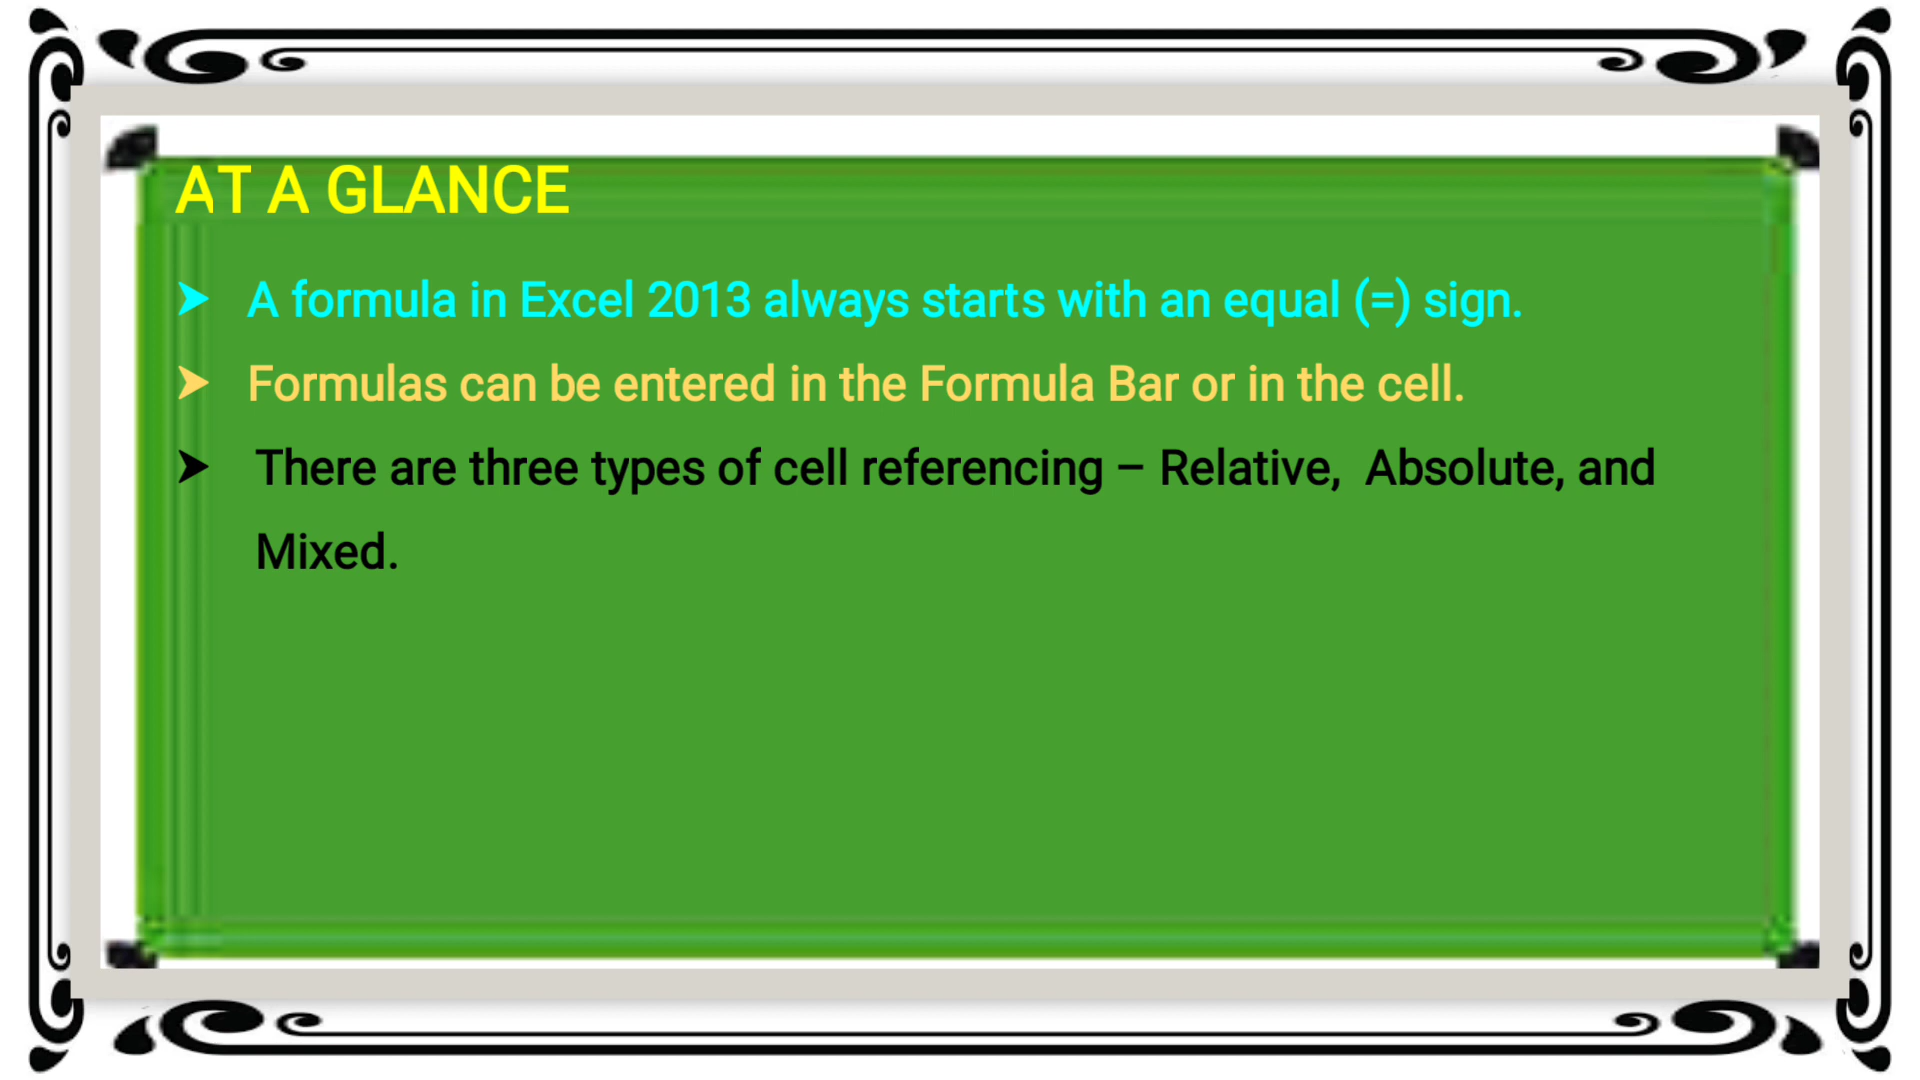 AT A GLANCE
➤ A formula in Excel 2013 always starts with an equal (=) sign.
➤ Formulas can be entered in the Formula Bar or in the cell.
➤ There are three types of cell referencing – Relative,  Absolute, and
Mixed.